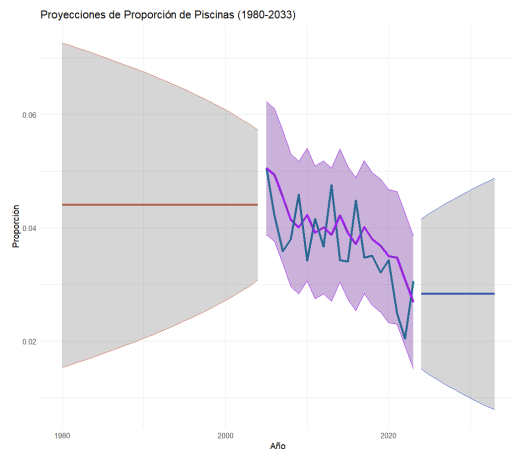 Proyecciones de Proporción de Piscinas (1980-2033)
0.06
0.04
0.02
Proporción
1980
2000
2020
Año